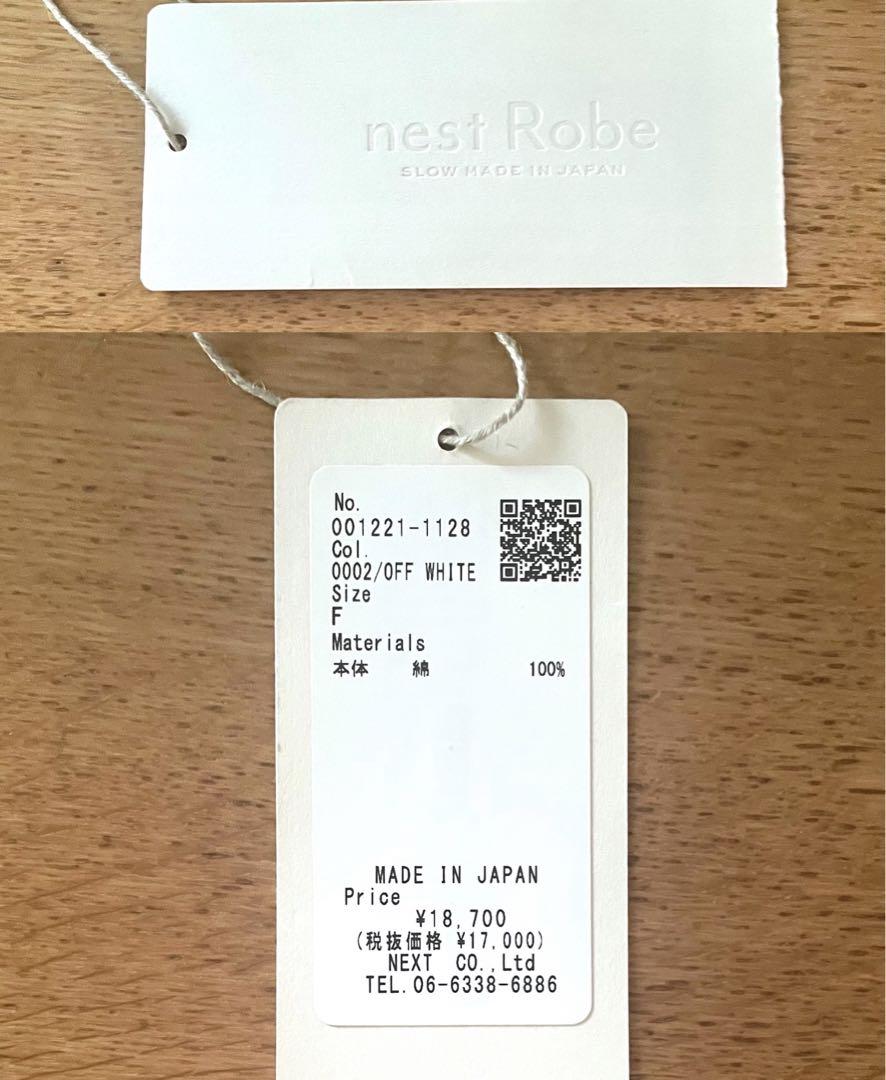 nest Robe
SLOW MADE IN JAPAN
No.
001221-1128
Col.
0002/OFF WHITE
Size
F
Materials
本体 綿 100%
MADE IN JAPAN
Price
¥18,700
(税抜価格 ¥17,000)
NEXT CO.,Ltd
TEL.06-6338-6886